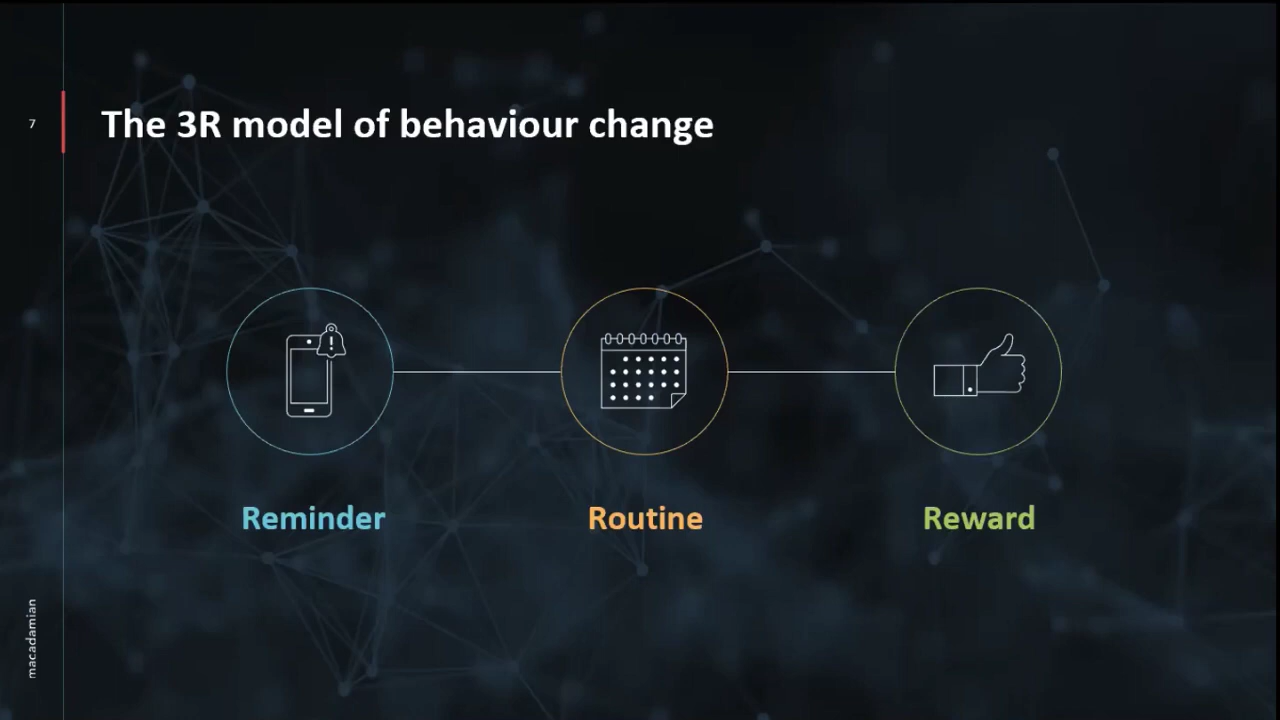 7
The 3R model of behaviour change
Reminder
Routine
Reward
macadamian